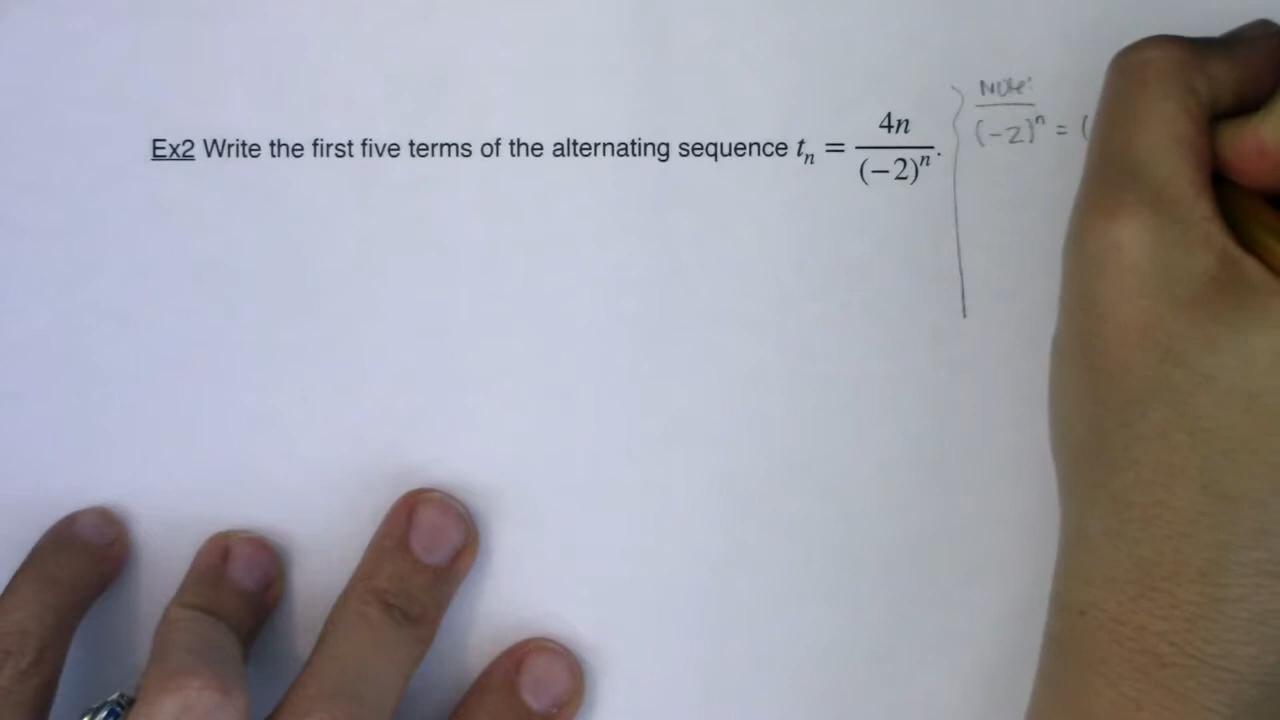 Ex2 Write the first five terms of the alternating sequence tₙ = 4n/(−2)ⁿ.
Note:
(-2)ⁿ = (